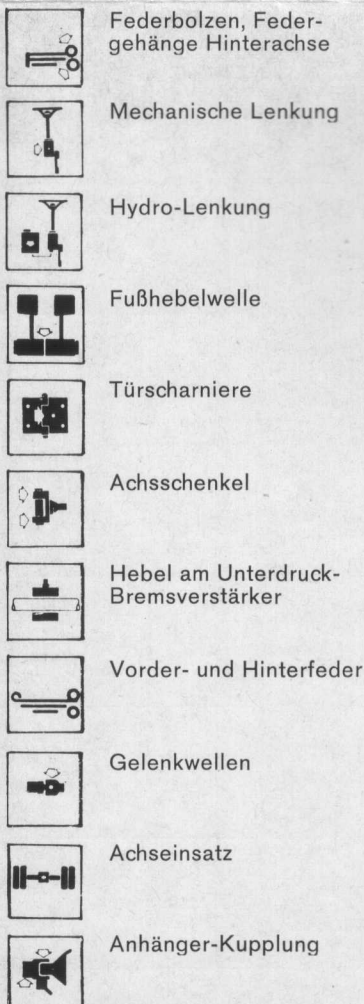 Federbolzen, Feder-
gehänge Hinterachse
Mechanische Lenkung
Hydro-Lenkung
Fußhebelwelle
Türscharniere
Achsschenkel
Hebel am Unterdruck-
Bremsverstärker
Vorder- und Hinterfeder
Gelenkwellen
Achseinsatz
Anhänger-Kupplung